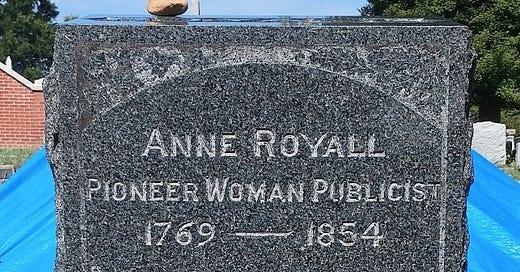 ANNE ROYALL
PIONEER WOMAN PUBLICIST
1769 — 1854